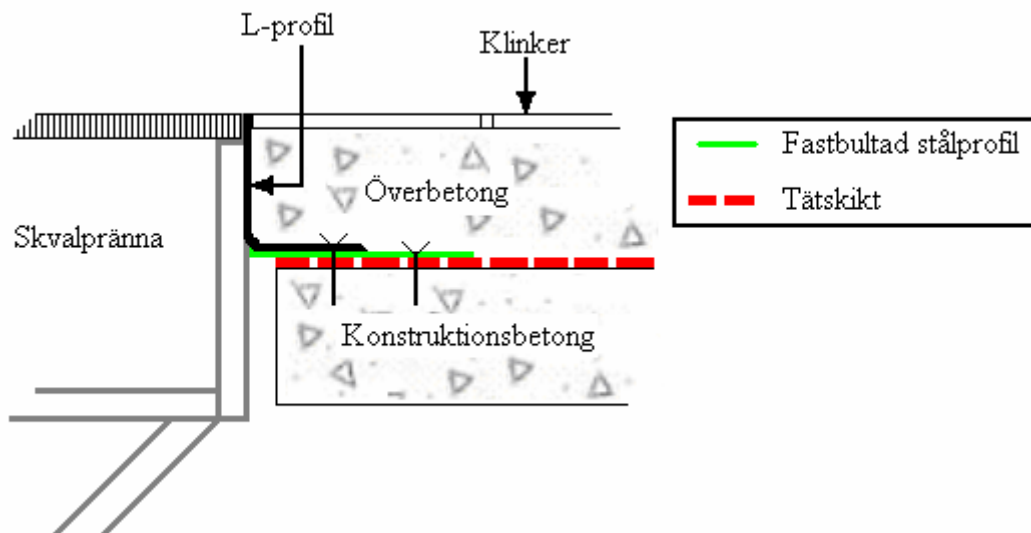 L-profil
Klinker
Fastbultad stålprofil
Överbetong
Tätskikt
Skvalpränna
Konstruktionsbetong